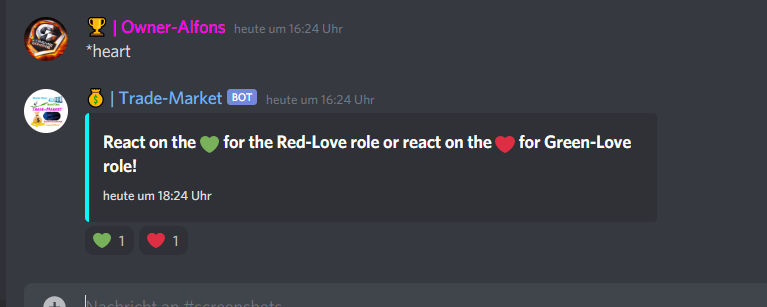 🏆 | Owner-Alfons heute um 16:24 Uhr
*heart
💰 | Trade-Market BOT heute um 16:24 Uhr
React on the 💚 for the Red-Love role or react on the ❤️ for Green-Love
role!
heute um 18:24 Uhr
💚 1 ❤️ 1
Nachricht an #screenshots